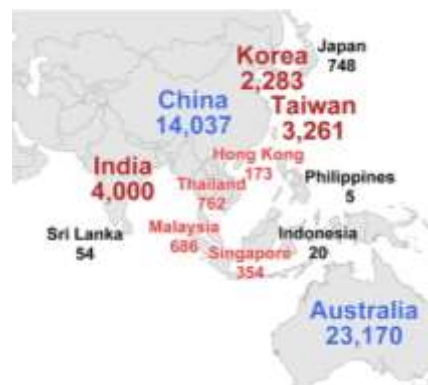 Korea
2,283
Japan
748
China
14,037
Taiwan
3,261
Hong Kong
173
India
4,000
Thailand
762
Philippines
5
Sri Lanka
54
Malaysia
686
Singapore
354
Indonesia
20
Australia
23,170